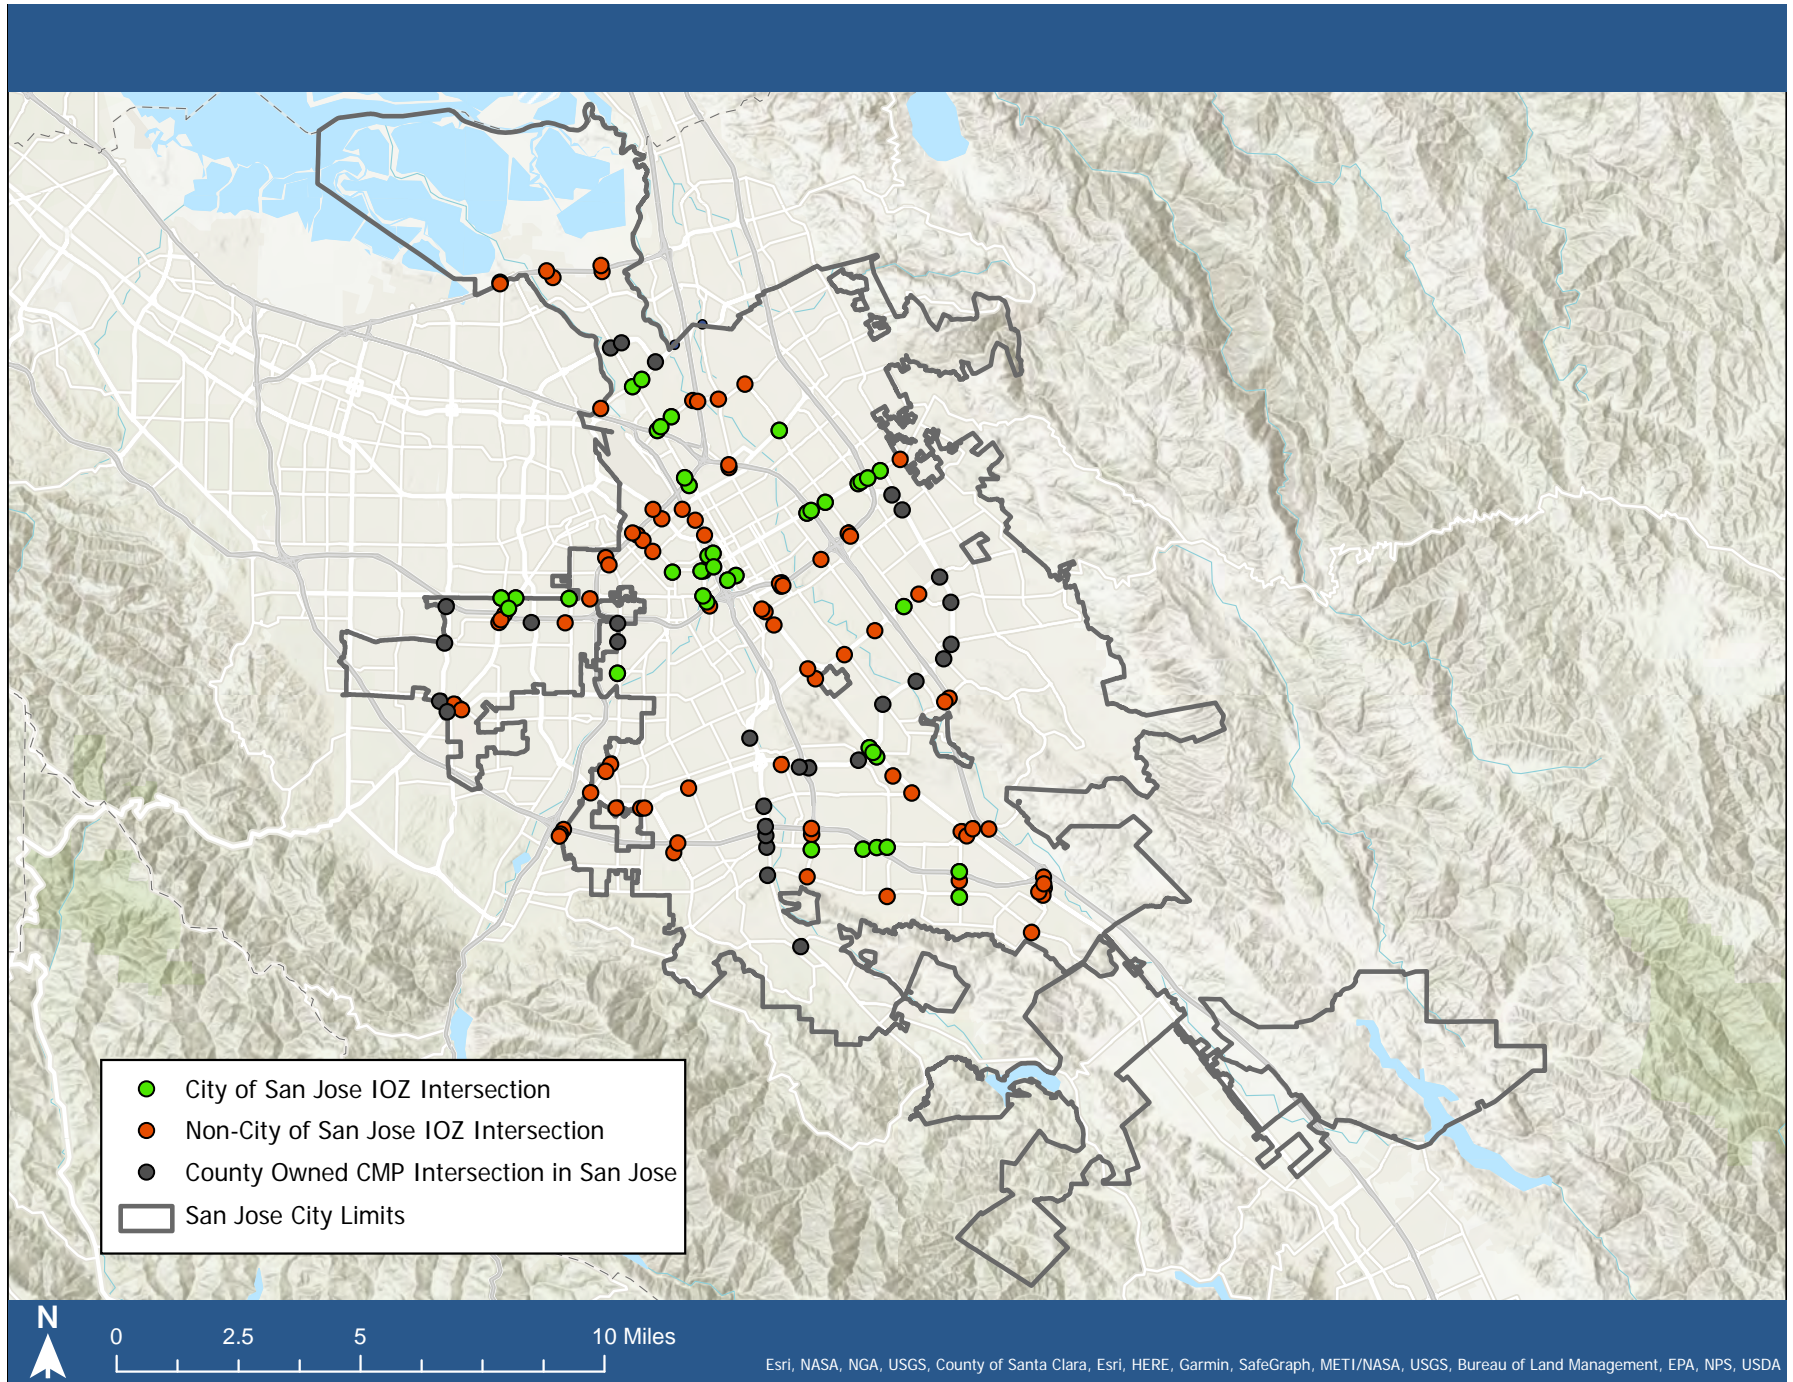 City of San Jose IOZ Intersection
Non-City of San Jose IOZ Intersection
County Owned CMP Intersection in San Jose
San Jose City Limits
N
0 2.5 5 10 Miles
Esri, NASA, NGA, USGS, County of Santa Clara, Esri, HERE, Garmin, SafeGraph, METI/NASA, USGS, Bureau of Land Management, EPA, NPS, USDA